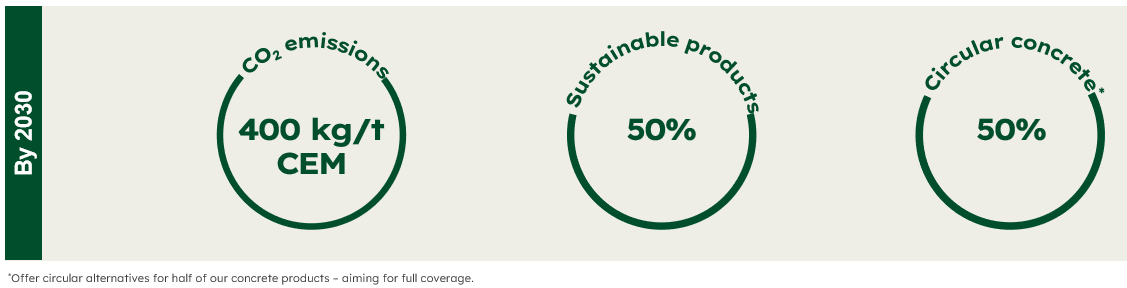 By 2030
CO₂ emissions
400 kg/t
CEM
Sustainable products
50%
Circular concrete*
50%
*Offer circular alternatives for half of our concrete products – aiming for full coverage.